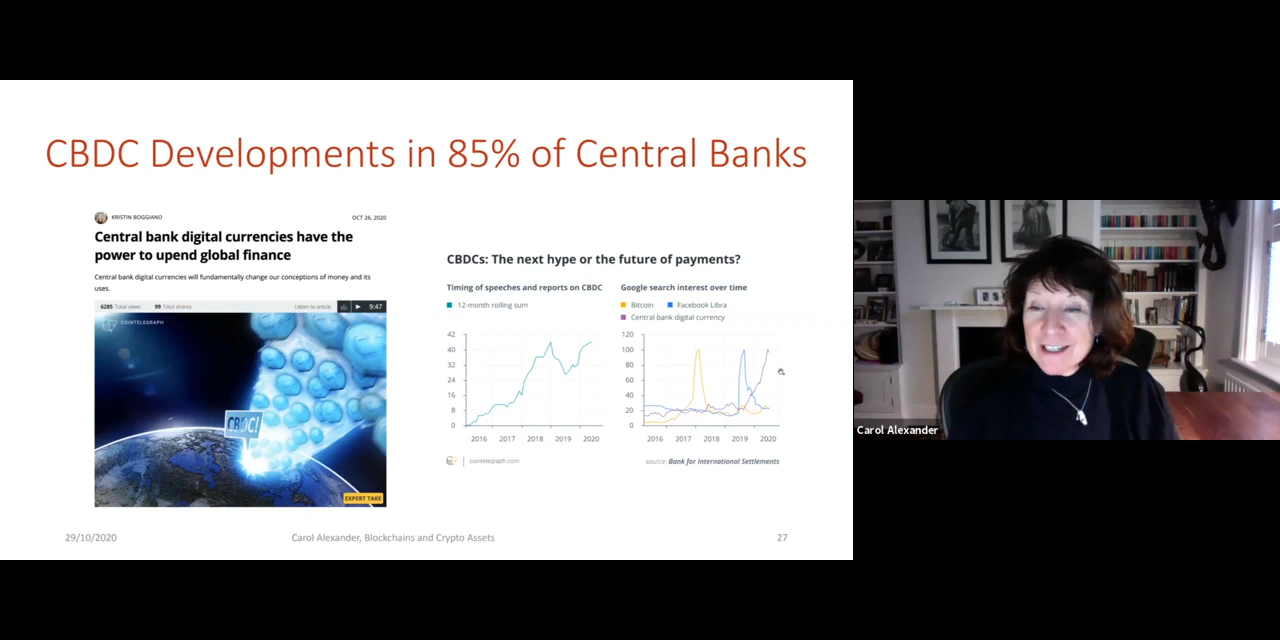 CBDC Developments in 85% of Central Banks
KRISTIN BOGGIANO
OCT 26, 2020
Central bank digital currencies have the
power to upend global finance
Central bank digital currencies will fundamentally change our conceptions of money and its
uses.
6285 Total views 99 Total shares
Listen to article 9:47
COINTELEGRAPH
CBDC!
EXPERT TAKE
CBDCs: The next hype or the future of payments?
Timing of speeches and reports on CBDC
12-month rolling sum
42
40
32
24
16
8
0
2016 2017 2018 2019 2020
Google search interest over time
Bitcoin Facebook Libra
Central bank digital currency
120
100
80
60
40
20
0
2016 2017 2018 2019 2020
cointelegraph.com
source: Bank for International Settlements
29/10/2020
Carol Alexander, Blockchains and Crypto Assets
27
Carol Alexander